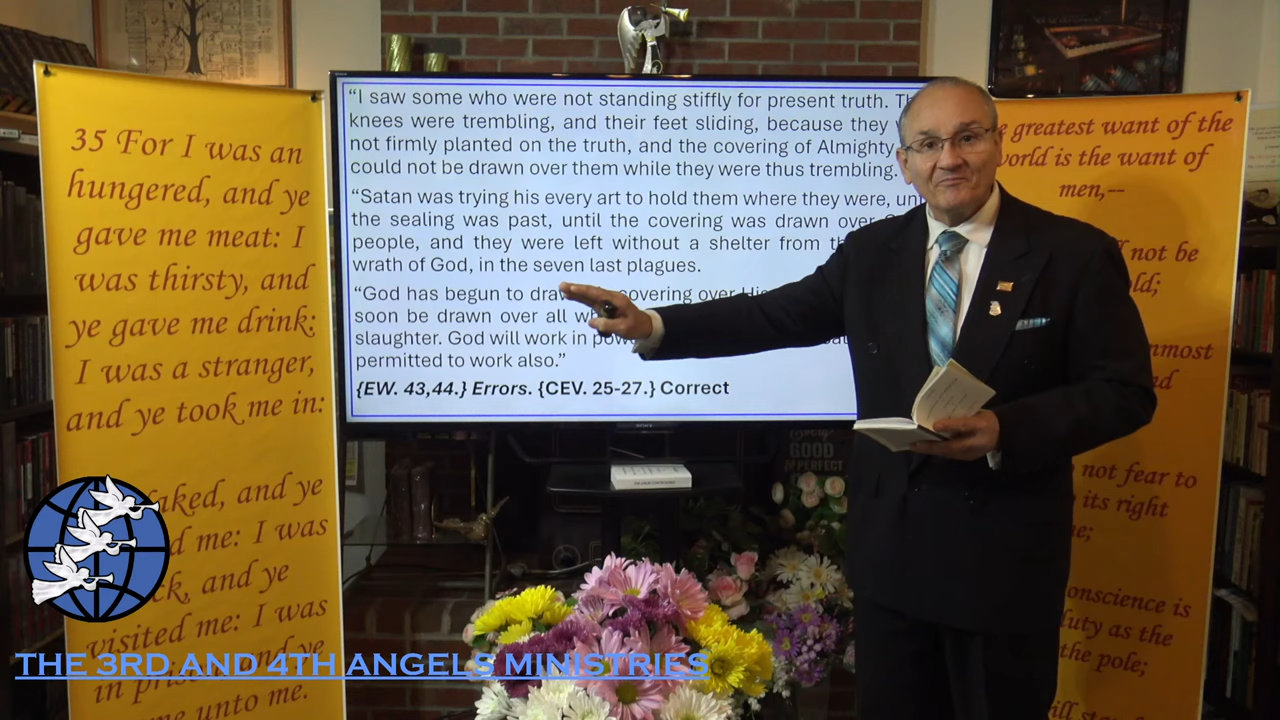 35 For I was an
hungered, and ye
gave me meat: I
was thirsty, and
ye gave me drink:
I was a stranger,
and ye took me in:
naked, and ye
me: I was
and ye
visited me: I was
in prison, and ye
unto me.
“I saw some who were not standing stiffly for present truth.
knees were trembling, and their feet sliding, because they
not firmly planted on the truth, and the covering of Almighty
could not be drawn over them while they were thus trembling.
“Satan was trying his every art to hold them where they were,
the sealing was past, until the covering was drawn over
people, and they were left without a shelter from
wrath of God, in the seven last plagues.
“God has begun to draw covering over His
soon be drawn over all
slaughter. God will work in
permitted to work also.”
{EW. 43,44.} Errors. {CEV. 25-27.} Correct
greatest want of the
world is the want of
men,--
not be
not fear to
its right
conscience is
duty as the
the pole;
GOOD
THE 3RD AND 4TH ANGELS MINISTRIES